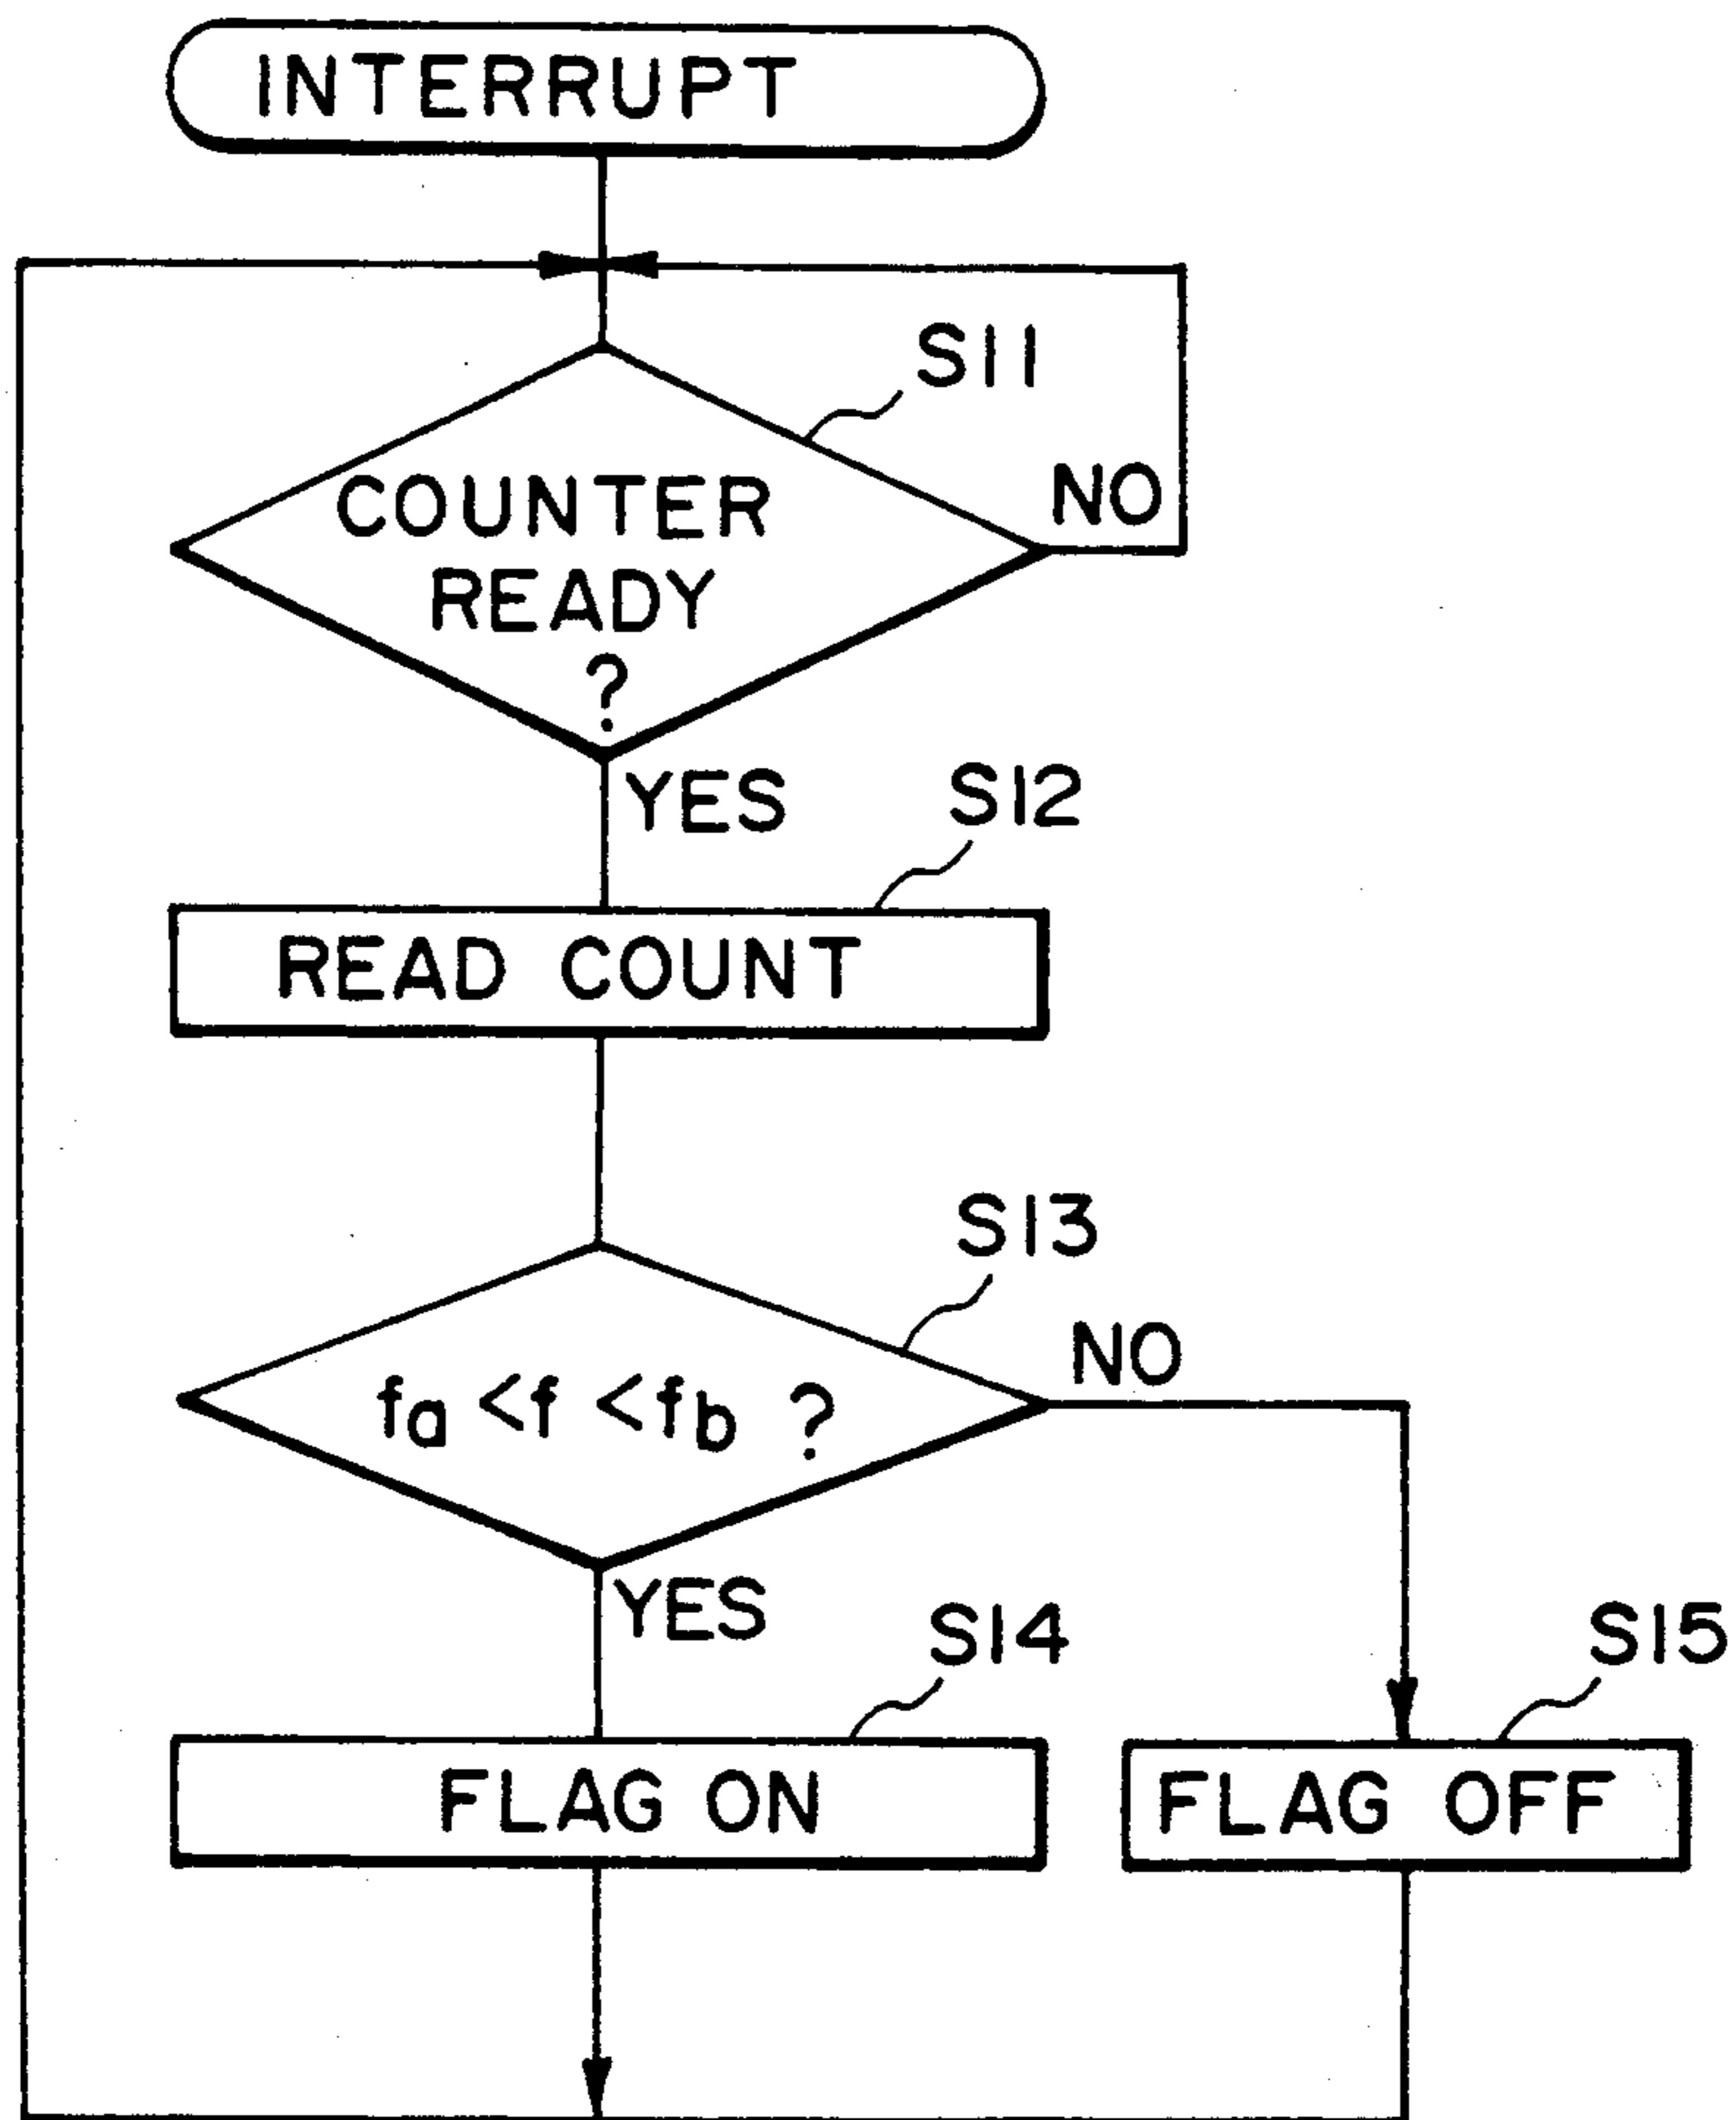 INTERRUPT
S11
COUNTER
READY
?
NO
YES
S12
READ COUNT
S13
fa <f <fb ?
NO
YES
S14
FLAG ON
S15
FLAG OFF